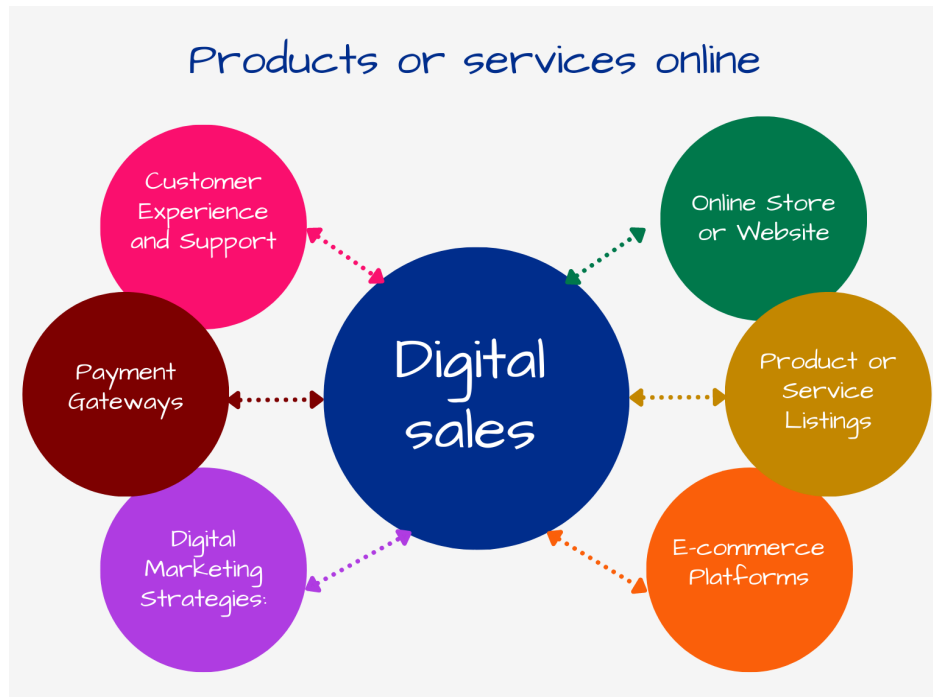 Products or services online
Customer
Experience
and Support
Online Store
or Website
Payment
Gateways
Digital
sales
Product or
Service
Listings
Digital
Marketing
Strategies:
E-commerce
Platforms